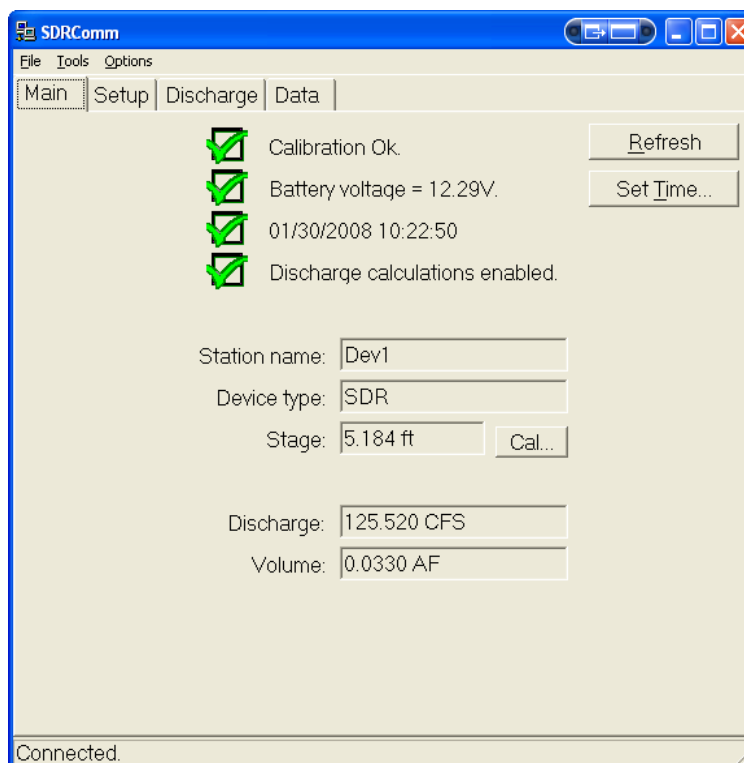 SDRComm
File Tools Options
Main Setup Discharge Data
Calibration Ok.
Refresh
Battery voltage = 12.29V.
Set Time...
01/30/2008 10:22:50
Discharge calculations enabled.
Station name: Dev1
Device type: SDR
Stage: 5.184 ft Cal...
Discharge: 125.520 CFS
Volume: 0.0330 AF
Connected.